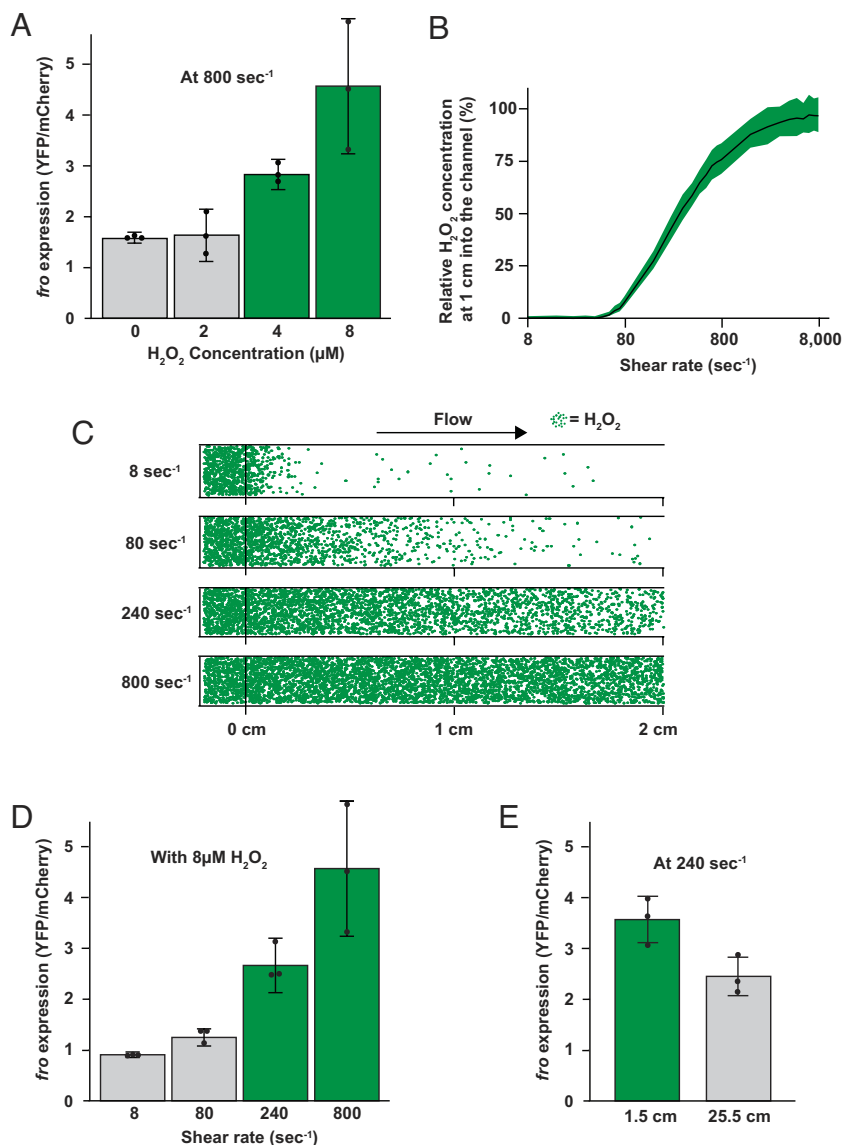 A
fro expression (YFP/mCherry)
At 800 sec⁻¹
5
4
3
2
1
0
0 2 4 8
H₂O₂ Concentration (µM)
B
Relative H₂O₂ concentration
at 1 cm into the channel (%)
100
75
50
25
0
8 80 800 8,000
Shear rate (sec⁻¹)
C
Flow
= H₂O₂
8 sec⁻¹
80 sec⁻¹
240 sec⁻¹
800 sec⁻¹
0 cm 1 cm 2 cm
D
fro expression (YFP/mCherry)
With 8µM H₂O₂
5
4
3
2
1
0
8 80 240 800
Shear rate (sec⁻¹)
E
fro expression (YFP/mCherry)
At 240 sec⁻¹
5
4
3
2
1
0
1.5 cm 25.5 cm